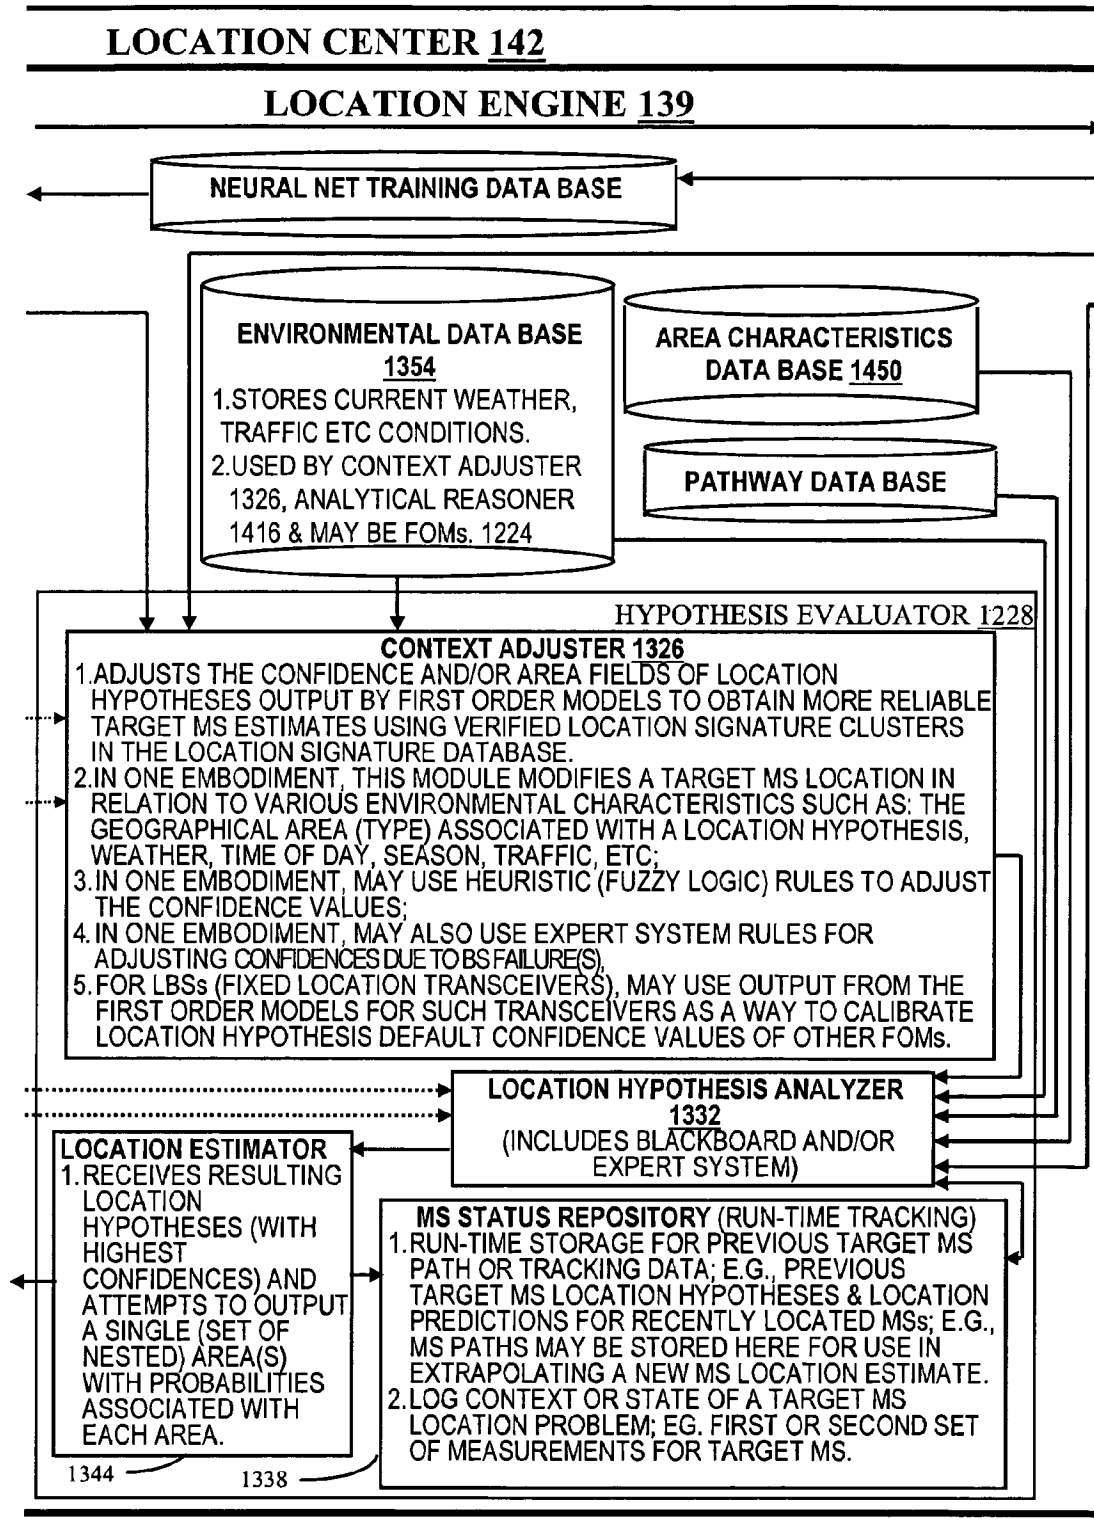 LOCATION CENTER 142
LOCATION ENGINE 139
NEURAL NET TRAINING DATA BASE
ENVIRONMENTAL DATA BASE
1354
1.STORES CURRENT WEATHER,
TRAFFIC ETC CONDITIONS.
2.USED BY CONTEXT ADJUSTER
1326, ANALYTICAL REASONER
1416 & MAY BE FOMs. 1224
AREA CHARACTERISTICS
DATA BASE 1450
PATHWAY DATA BASE
HYPOTHESIS EVALUATOR 1228
CONTEXT ADJUSTER 1326
1.ADJUSTS THE CONFIDENCE AND/OR AREA FIELDS OF LOCATION
HYPOTHESES OUTPUT BY FIRST ORDER MODELS TO OBTAIN MORE RELIABLE
TARGET MS ESTIMATES USING VERIFIED LOCATION SIGNATURE CLUSTERS
IN THE LOCATION SIGNATURE DATABASE.
2.IN ONE EMBODIMENT, THIS MODULE MODIFIES A TARGET MS LOCATION IN
RELATION TO VARIOUS ENVIRONMENTAL CHARACTERISTICS SUCH AS: THE
GEOGRAPHICAL AREA (TYPE) ASSOCIATED WITH A LOCATION HYPOTHESIS,
WEATHER, TIME OF DAY, SEASON, TRAFFIC, ETC;
3.IN ONE EMBODIMENT, MAY USE HEURISTIC (FUZZY LOGIC) RULES TO ADJUST
THE CONFIDENCE VALUES;
4.IN ONE EMBODIMENT, MAY ALSO USE EXPERT SYSTEM RULES FOR
ADJUSTING CONFIDENCES DUE TO BS FAILURE(S),
5.FOR LBSs (FIXED LOCATION TRANSCEIVERS), MAY USE OUTPUT FROM THE
FIRST ORDER MODELS FOR SUCH TRANSCEIVERS AS A WAY TO CALIBRATE
LOCATION HYPOTHESIS DEFAULT CONFIDENCE VALUES OF OTHER FOMs.
LOCATION HYPOTHESIS ANALYZER
1332
(INCLUDES BLACKBOARD AND/OR
EXPERT SYSTEM)
LOCATION ESTIMATOR
1.RECEIVES RESULTING
LOCATION
HYPOTHESES (WITH
HIGHEST
CONFIDENCES) AND
ATTEMPTS TO OUTPUT
A SINGLE (SET OF
NESTED) AREA(S)
WITH PROBABILITIES
ASSOCIATED WITH
EACH AREA.
1344
MS STATUS REPOSITORY (RUN-TIME TRACKING)
1.RUN-TIME STORAGE FOR PREVIOUS TARGET MS
PATH OR TRACKING DATA; E.G., PREVIOUS
TARGET MS LOCATION HYPOTHESES & LOCATION
PREDICTIONS FOR RECENTLY LOCATED MSs; E.G.,
MS PATHS MAY BE STORED HERE FOR USE IN
EXTRAPOLATING A NEW MS LOCATION ESTIMATE.
2.LOG CONTEXT OR STATE OF A TARGET MS
LOCATION PROBLEM; EG. FIRST OR SECOND SET
OF MEASUREMENTS FOR TARGET MS.
1338